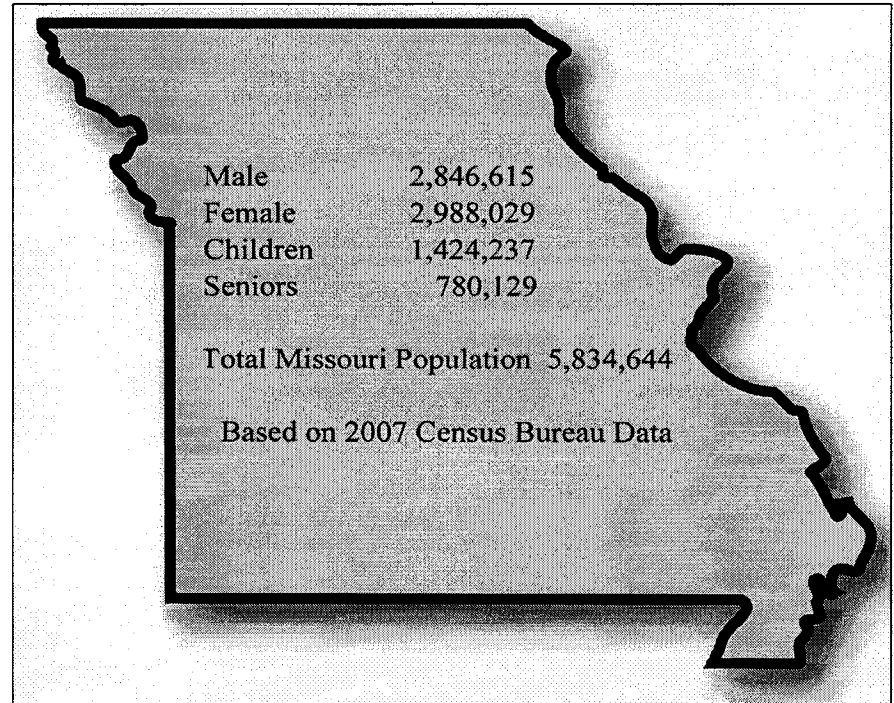 Male 2,846,615
Female 2,988,029
Children 1,424,237
Seniors 780,129
Total Missouri Population 5,834,644
Based on 2007 Census Bureau Data